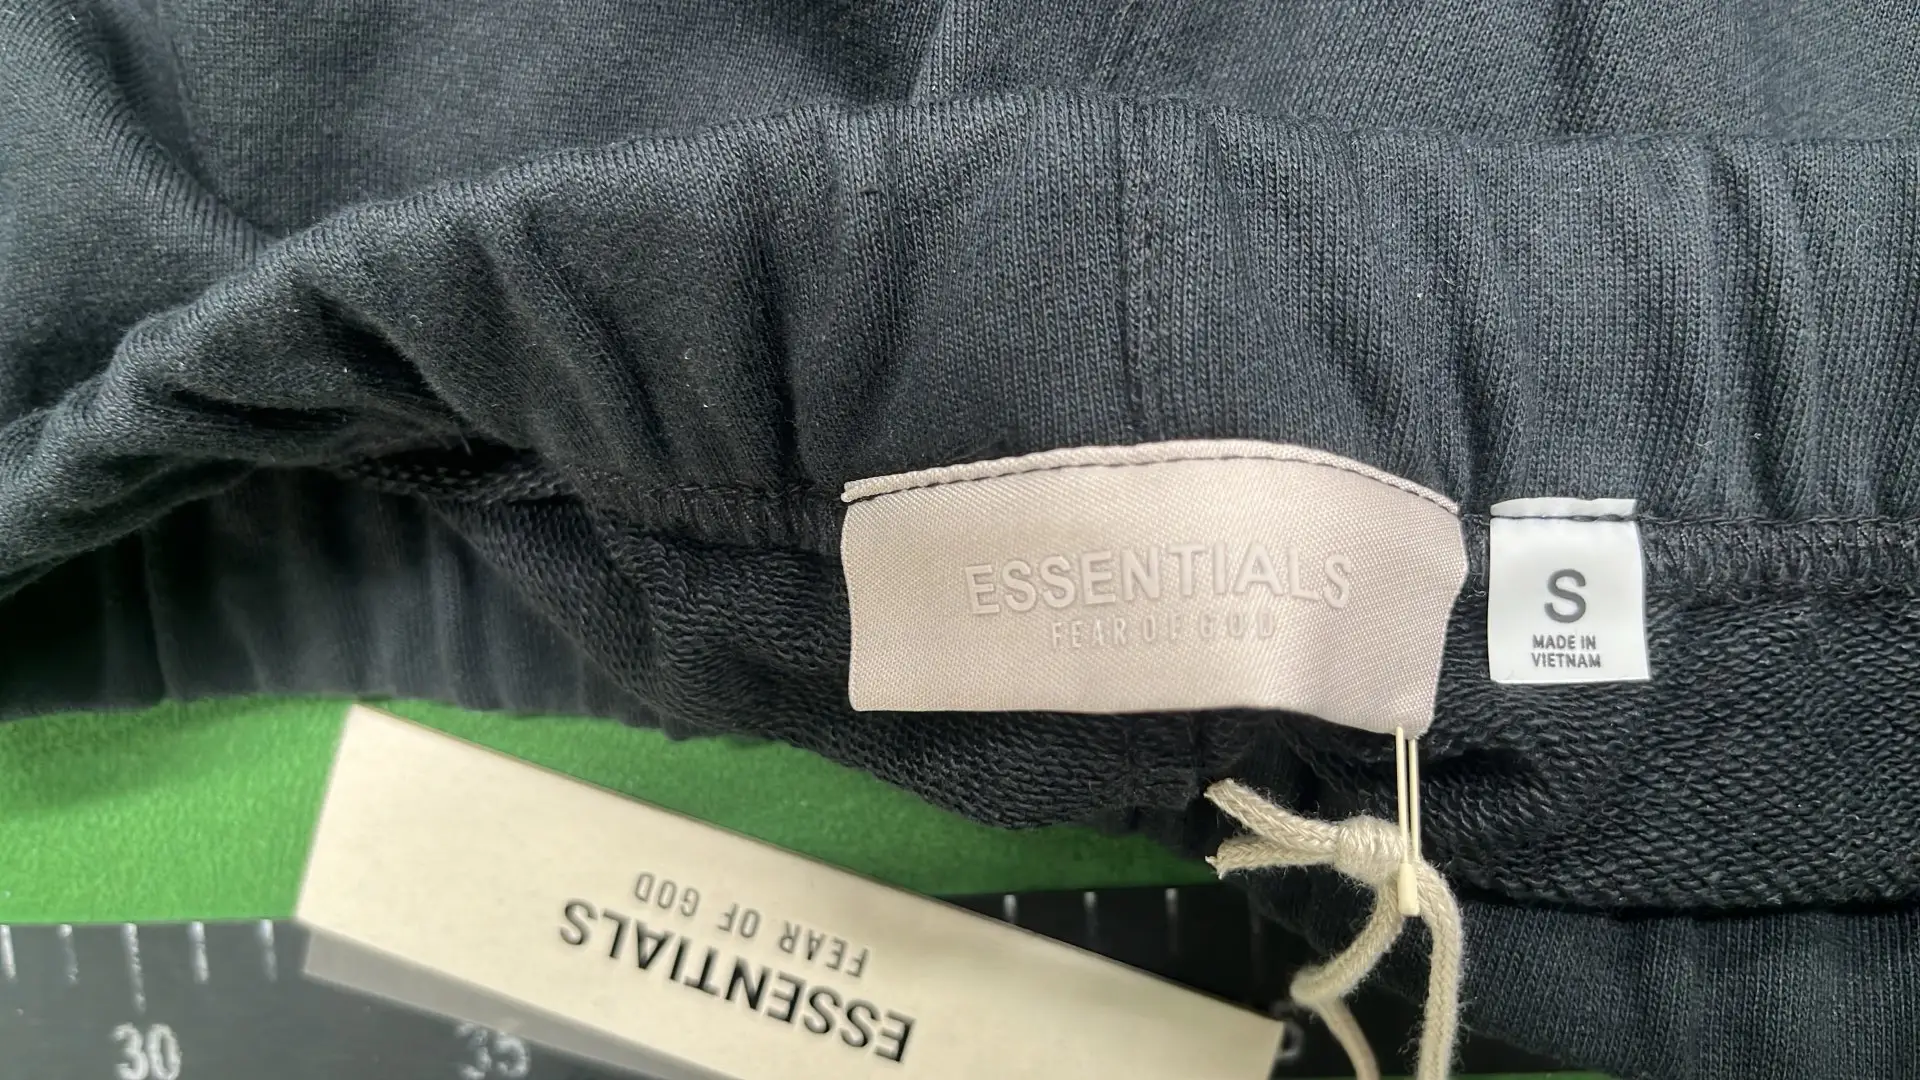 ESSENTIALS
FEAR OF GOD
S
MADE IN
VIETNAM
ESSENTIALS
FEAR OF GOD
30
35